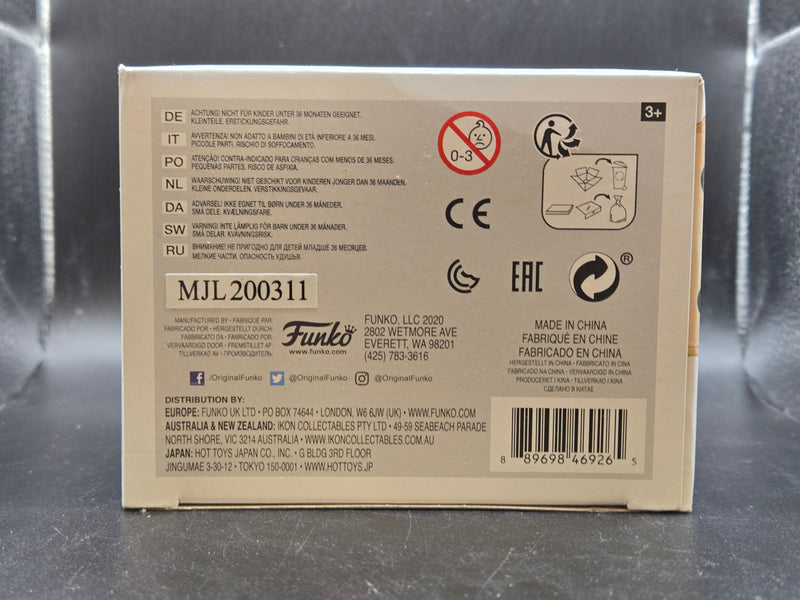 DE ACHTUNG! NICHT FÜR KINDER UNTER 36 MONATEN GEEIGNET.
KLEINTEILE. ERSTICKUNGSGEFAHR.
IT AVVERTENZA! NON ADATTO A BAMBINI DI ETÀ INFERIORE A 36 MESI.
PICCOLE PARTI. RISCHIO DI SOFFOCAMENTO.
PO ATENÇÃO! CONTRA-INDICADO PARA CRIANÇAS COM MENOS DE 36 MESES.
PEQUENAS PARTES. RISCO DE ASFIXIA.
NL WAARSCHUWING! NIET GESCHIKT VOOR KINDEREN JONGER DAN 36 MAANDEN.
KLEINE ONDERDELEN. VERSTIKKINGSGEVAAR.
DA ADVARSEL! IKKE EGNET TIL BØRN UNDER 36 MÅNEDER.
SMÅ DELE. KVÆLNINGSFARE.
SW VARNING! INTE LÄMPLIG FÖR BARN UNDER 36 MÅNADER.
SMÅ DELAR. KVÄVNINGSRISK.
RU ВНИМАНИЕ! НЕ ПРИГОДНО ДЛЯ ДЕТЕЙ МЛАДШЕ 36 МЕСЯЦЕВ.
МЕЛКИЕ ЧАСТИ. ОПАСНОСТЬ УДУШЬЯ.
0-3
3+
CE
EAC
®
MJL200311
MANUFACTURED BY • FABRIQUÉ PAR:
FABRICADO POR • HERGESTELLT DURCH:
FABBRICATO DA • FABRICADO POR:
VERVAARDIGD DOOR • FREMSTILLET AF:
TILLVERKAD AV • ПРОИЗВОДИТЕЛЬ:
Funko
www.funko.com
FUNKO, LLC 2020
2802 WETMORE AVE
EVERETT, WA 98201
(425) 783-3616
/OriginalFunko @OriginalFunko @OriginalFunko
MADE IN CHINA
FABRIQUÉ EN CHINE
FABRICADO EN CHINA
HERGESTELLT IN CHINA • FABBRICATO IN CINA
FABRICADO NA CHINA • VERVAARDIGD IN CHINA
PRODUCERET I KINA • TILLVERKAD I KINA
СДЕЛАНО В КИТАЕ
DISTRIBUTION BY:
EUROPE: FUNKO UK LTD • PO BOX 74644 • LONDON, W6 6JW (UK) • WWW.FUNKO.COM
AUSTRALIA & NEW ZEALAND: IKON COLLECTABLES PTY LTD • 49-59 SEABEACH PARADE
NORTH SHORE, VIC 3214 AUSTRALIA • WWW.IKONCOLLECTABLES.COM.AU
JAPAN: HOT TOYS JAPAN CO., INC. • G BLDG 3RD FLOOR
JINGUMAE 3-30-12 • TOKYO 150-0001 • WWW.HOTTOYS.JP
8 89698 46926 5